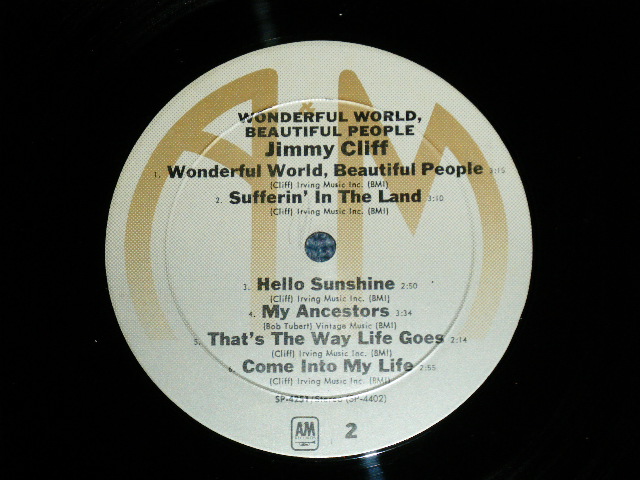 WONDERFUL WORLD,
BEAUTIFUL PEOPLE
Jimmy Cliff
1. Wonderful World, Beautiful People 3:15
(Cliff) Irving Music Inc. (BMI)
2. Sufferin' In The Land 3:10
(Cliff) Irving Music Inc. (BMI)
3. Hello Sunshine 2:50
(Cliff) Irving Music Inc. (BMI)
4. My Ancestors 3:34
(Bob Tubert) Vintage Music (BMI)
5. That's The Way Life Goes 2:14
(Cliff) Irving Music Inc. (BMI)
6. Come Into My Life 2:55
(Cliff) Irving Music Inc. (BMI)
SP-4251/Stereo (SP-4402)
AM 2